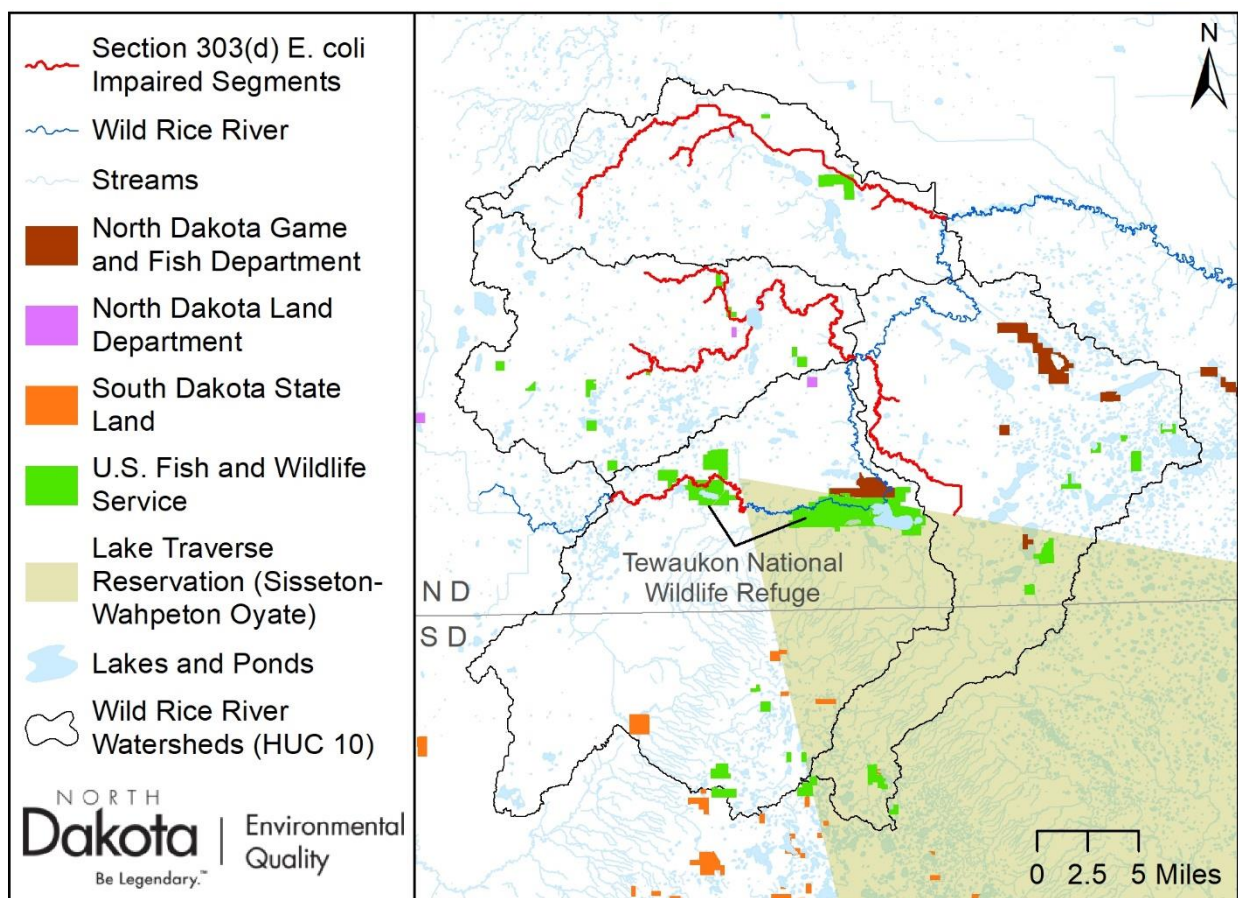 Section 303(d) E. coli
Impaired Segments
Wild Rice River
Streams
North Dakota Game
and Fish Department
North Dakota Land
Department
South Dakota State
Land
U.S. Fish and Wildlife
Service
Lake Traverse
Reservation (Sisseton-
Wahpeton Oyate)
Lakes and Ponds
Wild Rice River
Watersheds (HUC 10)
NORTH
Dakota
Be Legendary.™
Environmental
Quality
N
Tewaukon National
Wildlife Refuge
N D
S D
0 2.5 5 Miles